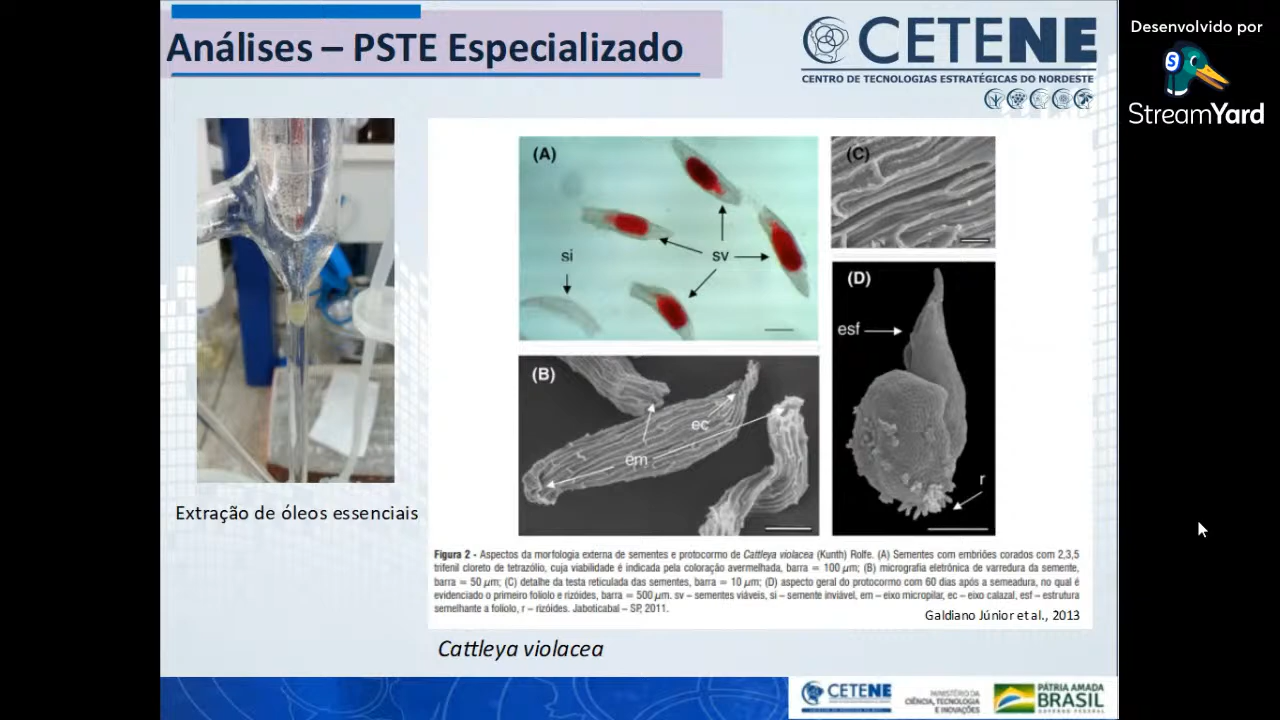 Análises – PSTE Especializado
CETENE
CENTRO DE TECNOLOGIAS ESTRATÉGICAS DO NORDESTE
Desenvolvido por
StreamYard
(A)
si
sv
(B)
ec
em
(C)
(D)
esf
r
Extração de óleos essenciais
Figura 2 - Aspectos da morfologia externa de sementes e protocormo de Cattleya violacea (Kunth) Rolfe. (A) Sementes com embriões corados com 2,3,5
trifenil cloreto de tetrazólio, cuja viabilidade é indicada pela coloração avermelhada, barra = 100 µm; (B) micrografia eletrônica de varredura da semente,
barra = 50 µm; (C) detalhe da testa reticulada das sementes, barra = 10 µm; (D) aspecto geral do protocormo com 60 dias após a semeadura, no qual é
evidenciado o primeiro folíolo e rizóides, barra = 500 µm. sv – sementes viáveis, si – semente inviável, em – eixo micropilar, ec – eixo calazal, esf – estrutura
semelhante a folíolo, r – rizóides. Jaboticabal – SP, 2011.
Galdiano Júnior et al., 2013
Cattleya violacea
CETENE
MINISTÉRIO DA
CIÊNCIA, TECNOLOGIA
E INOVAÇÕES
PÁTRIA AMADA
BRASIL
GOVERNO FEDERAL